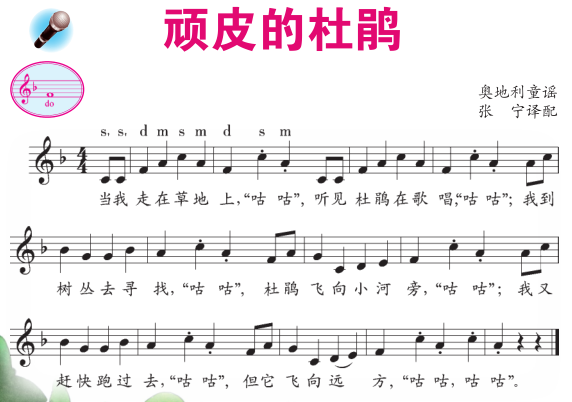 顽皮的杜鹃
do
奥地利童谣
张 宁译配
s, s, d m s m d s m
4
4
当我 走在草地 上，“咕 咕”， 听见 杜鹃在歌 唱，“咕 咕”； 我到
树 丛去寻 找，“咕 咕”， 杜鹃 飞向小河 旁，“咕 咕”； 我又
赶快跑过 去，“咕 咕”， 但它 飞向远 方，“咕 咕，咕 咕”。